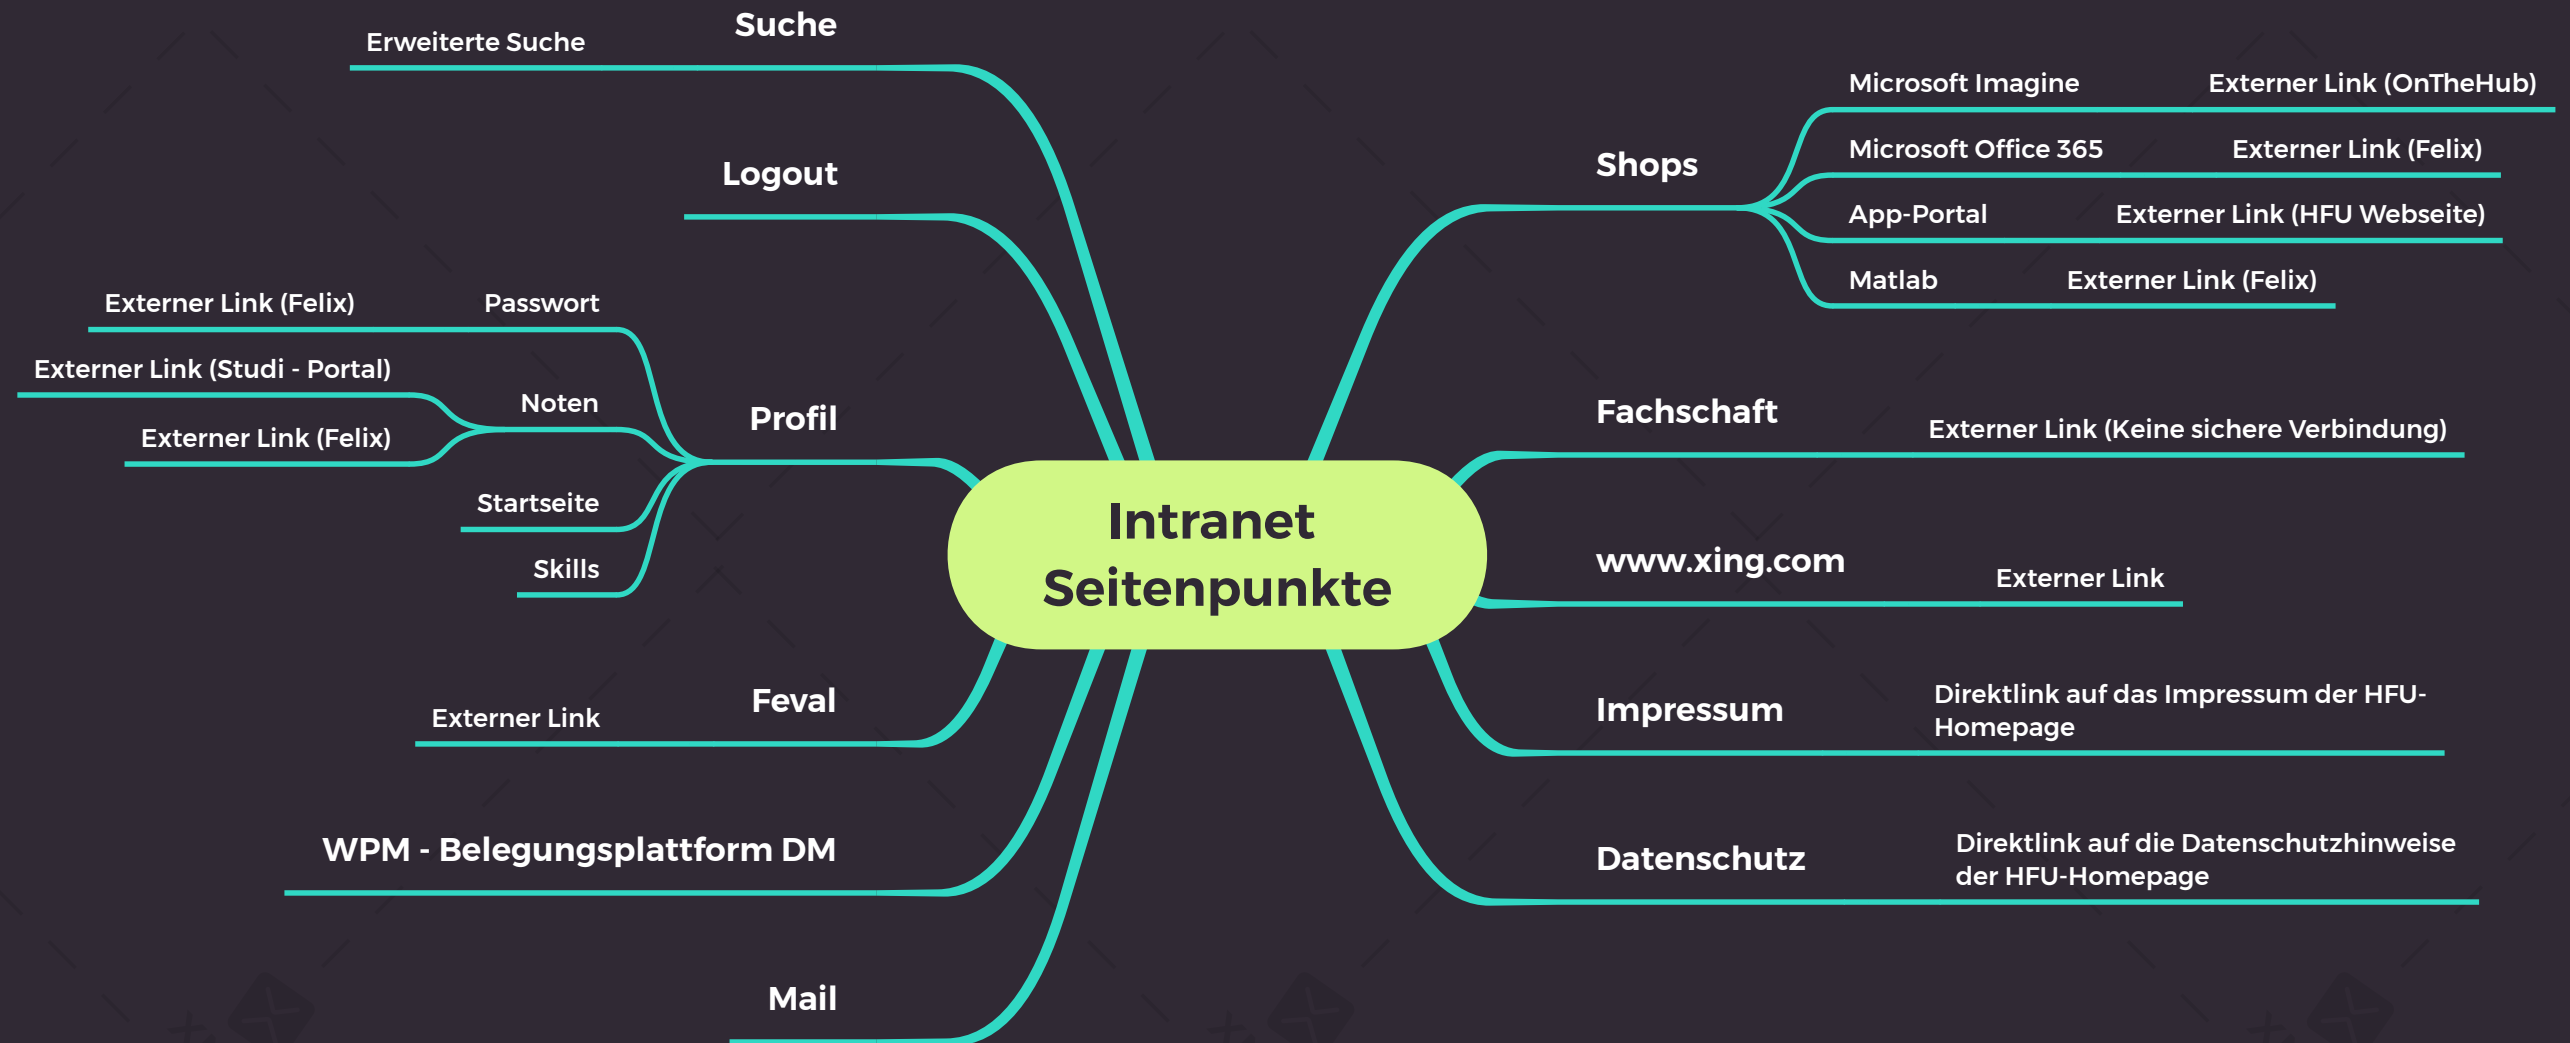 Intranet
Seitenpunkte
Suche
Erweiterte Suche
Logout
Profil
Passwort
Externer Link (Felix)
Noten
Externer Link (Studi - Portal)
Externer Link (Felix)
Startseite
Skills
Feval
Externer Link
WPM - Belegungsplattform DM
Mail
Shops
Microsoft Imagine
Externer Link (OnTheHub)
Microsoft Office 365
Externer Link (Felix)
App-Portal
Externer Link (HFU Webseite)
Matlab
Externer Link (Felix)
Fachschaft
Externer Link (Keine sichere Verbindung)
www.xing.com
Externer Link
Impressum
Direktlink auf das Impressum der HFU-
Homepage
Datenschutz
Direktlink auf die Datenschutzhinweise
der HFU-Homepage